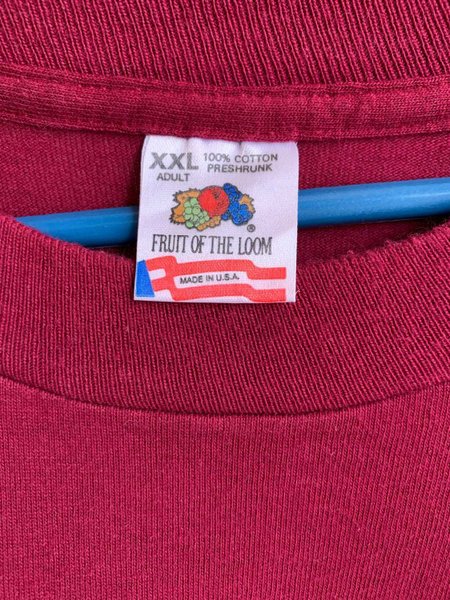 XXL 100% COTTON
ADULT PRESHRUNK
®
FRUIT OF THE LOOM
MADE IN U.S.A.